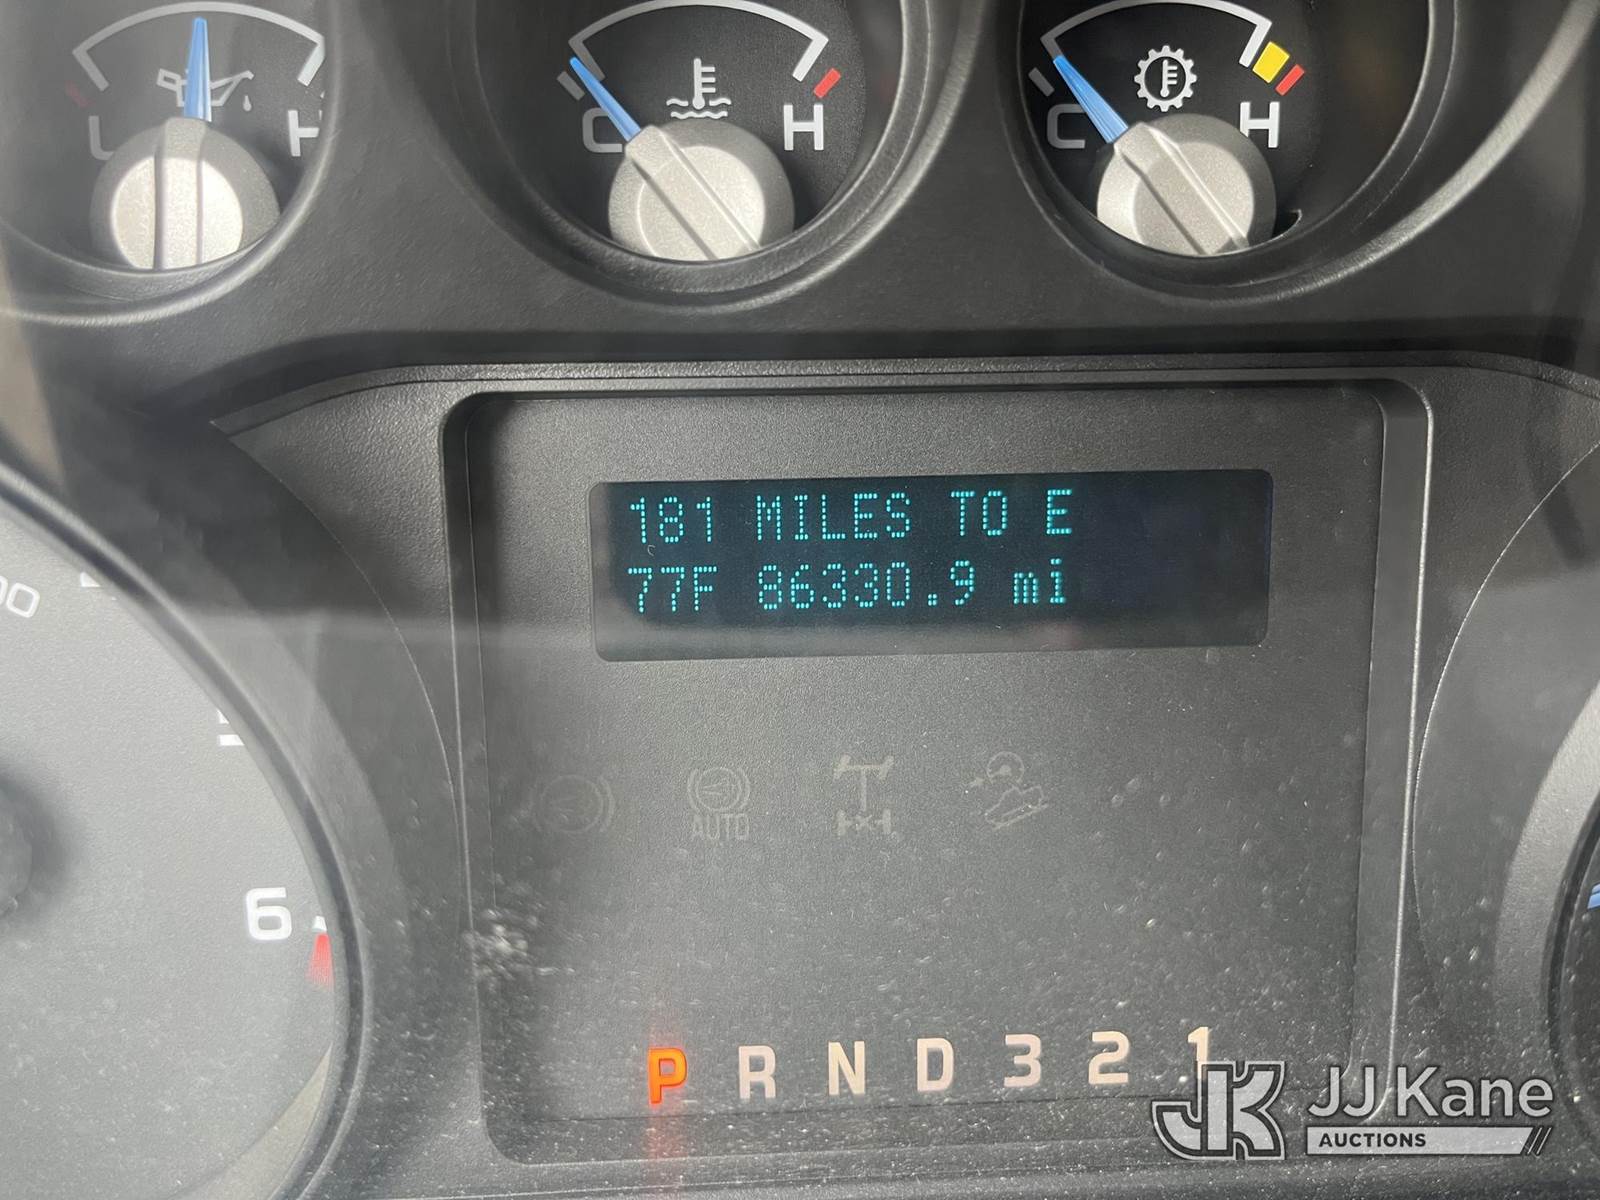 L H
C H
C H
181 MILES TO E
77F 86330.9 mi
AUTO
6
P R N D 3 2 1
JJ Kane
AUCTIONS